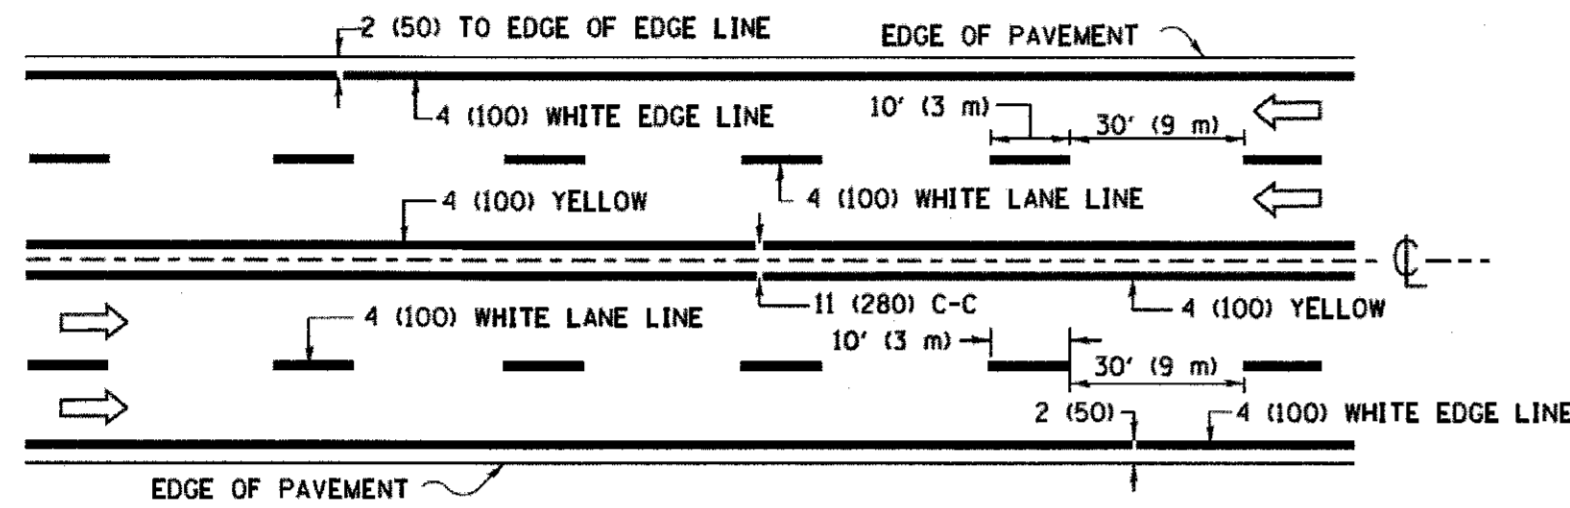 2 (50) TO EDGE OF EDGE LINE
EDGE OF PAVEMENT
4 (100) WHITE EDGE LINE
10' (3 m)
30' (9 m)
4 (100) YELLOW
4 (100) WHITE LANE LINE
CL
11 (280) C-C
4 (100) YELLOW
4 (100) WHITE LANE LINE
10' (3 m)
30' (9 m)
2 (50)
4 (100) WHITE EDGE LINE
EDGE OF PAVEMENT